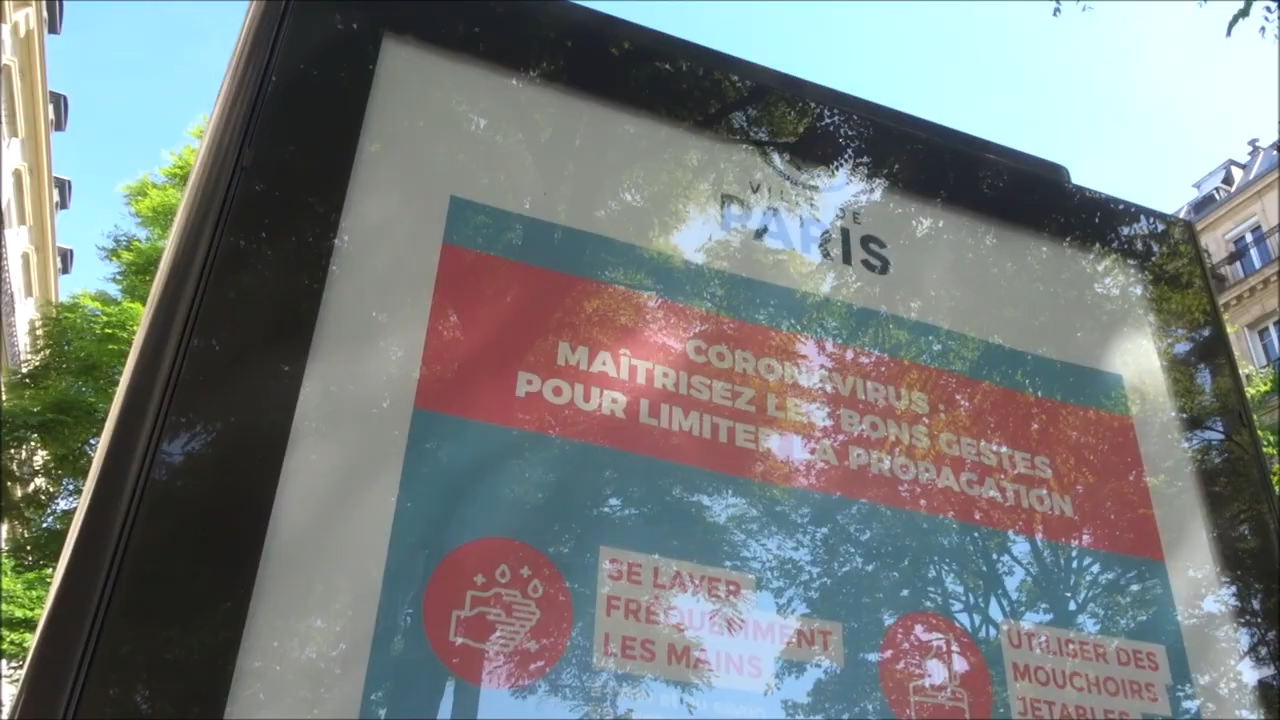 VILLE DE
PARIS
CORONAVIRUS :
MAÎTRISEZ LES BONS GESTES
POUR LIMITER LA PROPAGATION
SE LAVER
FRÉQUEMMENT
LES MAINS
UTILISER DES
MOUCHOIRS
JETABLES